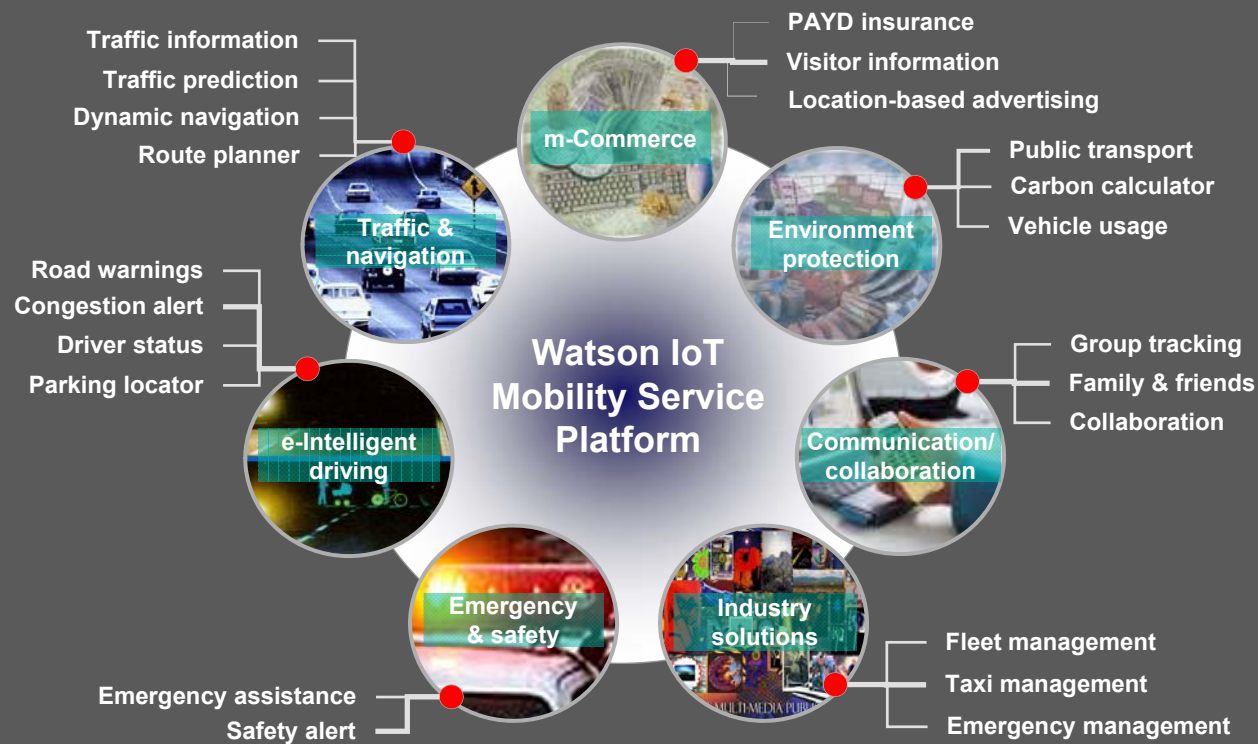 Traffic information
Traffic prediction
Dynamic navigation
Route planner
PAYD insurance
Visitor information
Location-based advertising
m-Commerce
Public transport
Carbon calculator
Vehicle usage
Traffic &
navigation
Environment
protection
Road warnings
Congestion alert
Driver status
Parking locator
Watson IoT
Mobility Service
Platform
Group tracking
Family & friends
Collaboration
e-Intelligent
driving
Communication/
collaboration
Emergency
& safety
Industry
solutions
Emergency assistance
Safety alert
MULTI-MEDIA
Fleet management
Taxi management
Emergency management